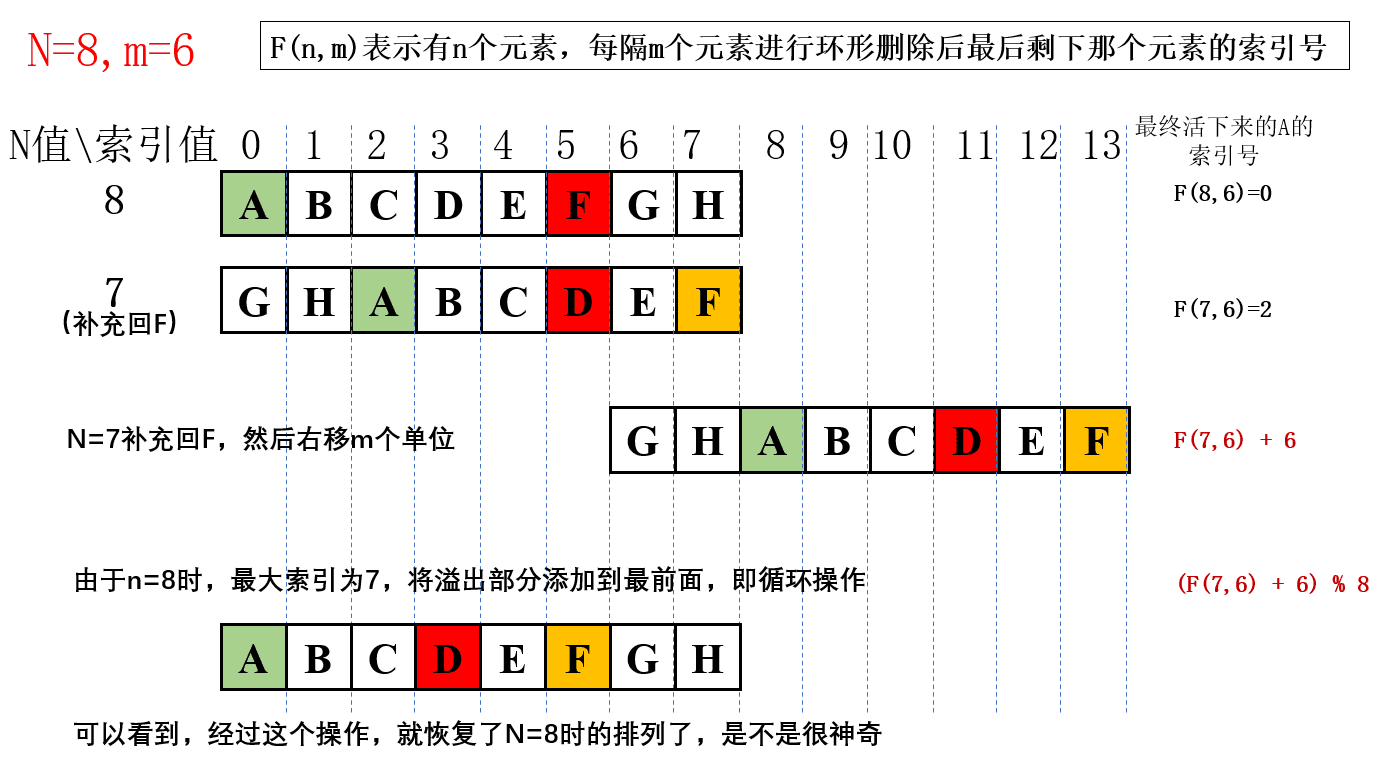 N=8,m=6
F(n,m)表示有n个元素，每隔m个元素进行环形删除后最后剩下那个元素的索引号
N值\索引值 0 1 2 3 4 5 6 7 8 9 10 11 12 13
最终活下来的A的
索引号
8 A B C D E F G H F(8,6)=0
7 G H A B C D E F F(7,6)=2
(补充回F)
N=7补充回F，然后右移m个单位 G H A B C D E F F(7,6) + 6
由于n=8时，最大索引为7，将溢出部分添加到最前面，即循环操作 (F(7,6) + 6) % 8
A B C D E F G H
可以看到，经过这个操作，就恢复了N=8时的排列了，是不是很神奇